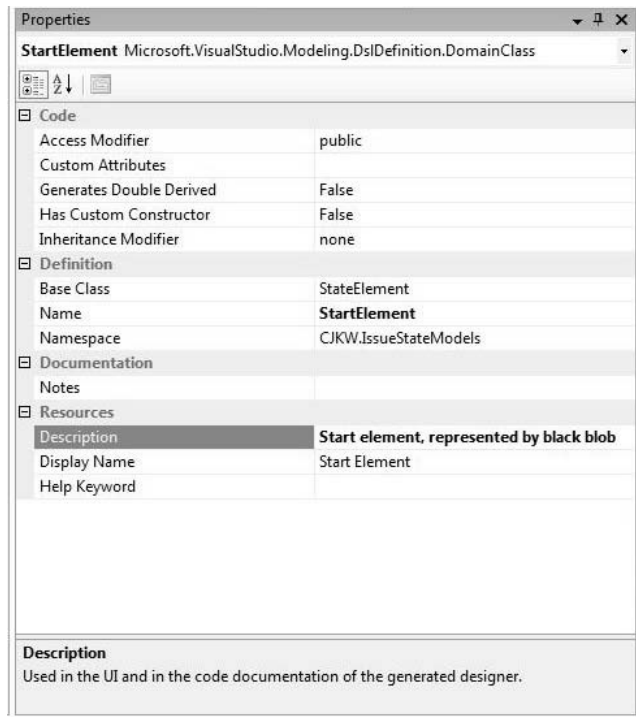 Properties
StartElement Microsoft.VisualStudio.Modeling.DslDefinition.DomainClass
Code
Access Modifier public
Custom Attributes
Generates Double Derived False
Has Custom Constructor False
Inheritance Modifier none
Definition
Base Class StateElement
Name StartElement
Namespace CJKW.IssueStateModels
Documentation
Notes
Resources
Description Start element, represented by black blob
Display Name Start Element
Help Keyword
Description
Used in the UI and in the code documentation of the generated designer.